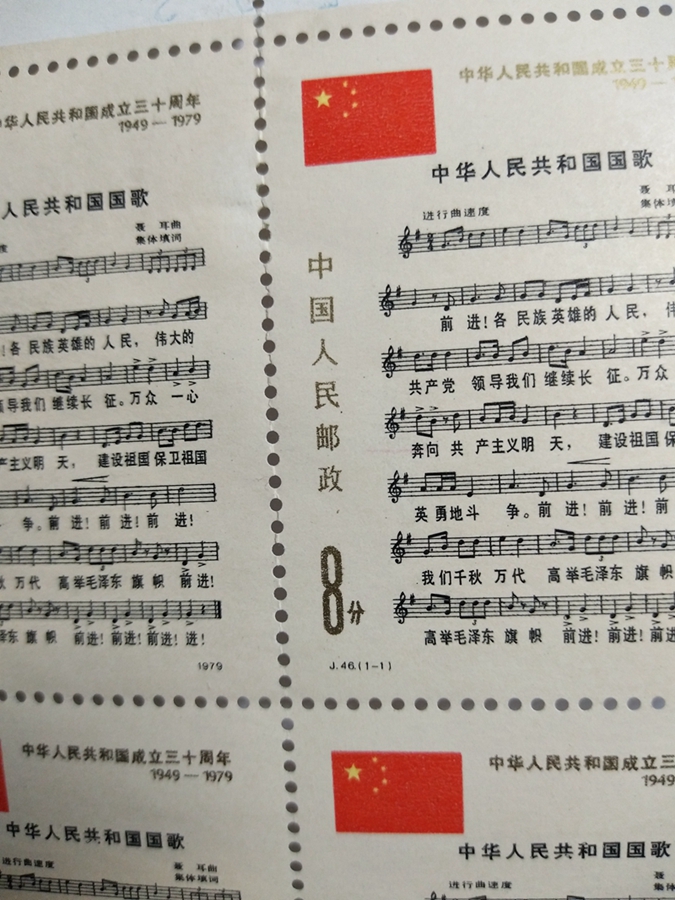 华人民共和国成立三十周年
1949—1979
人民共和国国歌
聂 耳曲
集体填词
各 民族英雄的 人 民， 伟大的
导我们 继续长 征。万众 一心
产主义明 天， 建设祖国 保卫祖国
争。前 进！前 进！前 进！
万代 高举毛泽东 旗 帜 前进！
东 旗 帜 前进！前进！前进！进！
1979
中华人民共和国成立三
1949—
中华人民共和国国歌
进行曲速度
聂
集体填
中国人民邮政
前 进！各 民族英雄的 人 民，
共产党 领导我们 继续长 征。万众
奔向 共 产主义明 天， 建设祖国
英 勇地斗 争。前 进！前 进！前
我们千秋 万代 高举毛泽东 旗 帜
高举毛泽东 旗 帜 前进！前进！前
8分
J.46.(1-1)
中华人民共和国成立三十周年
1949—1979
中华人民共和国国歌
进行曲速度
聂 耳曲
集体填词
中华人民共和国成立三
1949
中华人民共和国国歌
进行曲速度
聂
集体